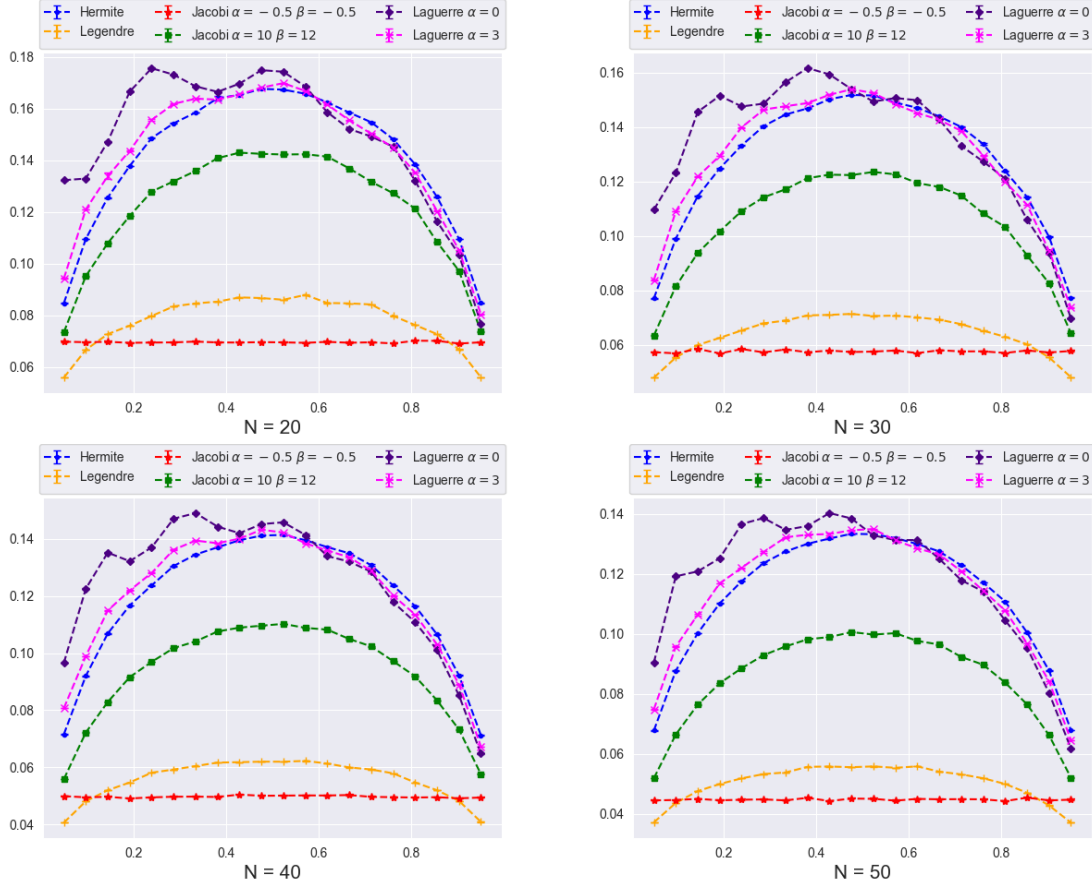 Hermite Jacobi α = −0.5 β = −0.5 Laguerre α = 0
Legendre Jacobi α = 10 β = 12 Laguerre α = 3
0.18
0.16
0.14
0.12
0.10
0.08
0.06
0.2 0.4 0.6 0.8
N = 20
Hermite Jacobi α = −0.5 β = −0.5 Laguerre α = 0
Legendre Jacobi α = 10 β = 12 Laguerre α = 3
0.16
0.14
0.12
0.10
0.08
0.06
0.2 0.4 0.6 0.8
N = 30
Hermite Jacobi α = −0.5 β = −0.5 Laguerre α = 0
Legendre Jacobi α = 10 β = 12 Laguerre α = 3
0.14
0.12
0.10
0.08
0.06
0.04
0.2 0.4 0.6 0.8
N = 40
Hermite Jacobi α = −0.5 β = −0.5 Laguerre α = 0
Legendre Jacobi α = 10 β = 12 Laguerre α = 3
0.14
0.12
0.10
0.08
0.06
0.04
0.2 0.4 0.6 0.8
N = 50